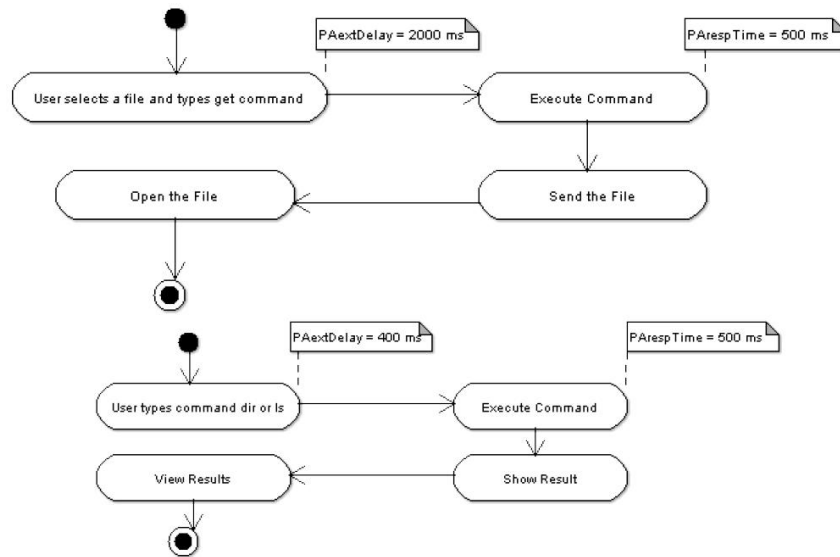 PAextDelay = 2000 ms
PArespTime = 500 ms
User selects a file and types get command
Execute Command
Open the File
Send the File
PAextDelay = 400 ms
PArespTime = 500 ms
User types command dir or ls
Execute Command
View Results
Show Result